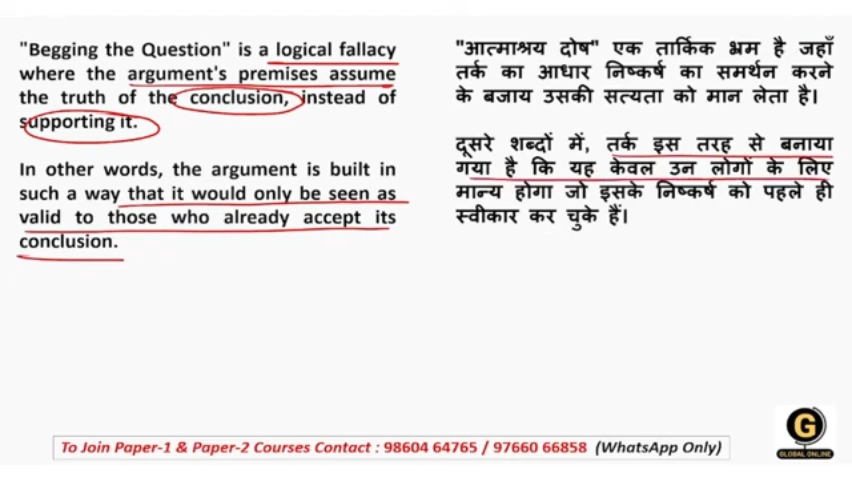 "Begging the Question" is a logical fallacy
where the argument's premises assume
the truth of the conclusion, instead of
supporting it.
In other words, the argument is built in
such a way that it would only be seen as
valid to those who already accept its
conclusion.
"आत्माश्रय दोष" एक तार्किक भ्रम है जहाँ
तर्क का आधार निष्कर्ष का समर्थन करने
के बजाय उसकी सत्यता को मान लेता है।
दूसरे शब्दों में, तर्क इस तरह से बनाया
गया है कि यह केवल उन लोगों के लिए
मान्य होगा जो इसके निष्कर्ष को पहले ही
स्वीकार कर चुके हैं।
G
GLOBAL ONLINE
To Join Paper-1 & Paper-2 Courses Contact : 98604 64765 / 97660 66858 (WhatsApp Only)